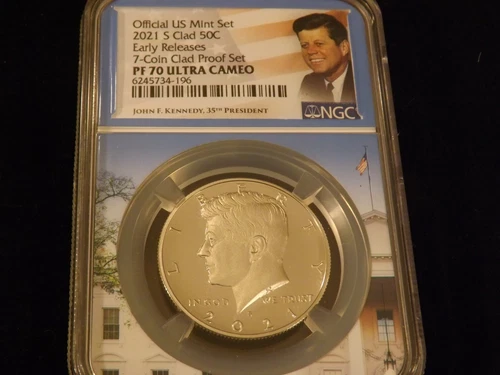 Official US Mint Set
2021 S Clad 50C
Early Releases
7-Coin Clad Proof Set
PF 70 ULTRA CAMEO
6245734-196
JOHN F. KENNEDY, 35TH PRESIDENT
NGC
LIBERTY
IN GOD WE TRUST
S
2021